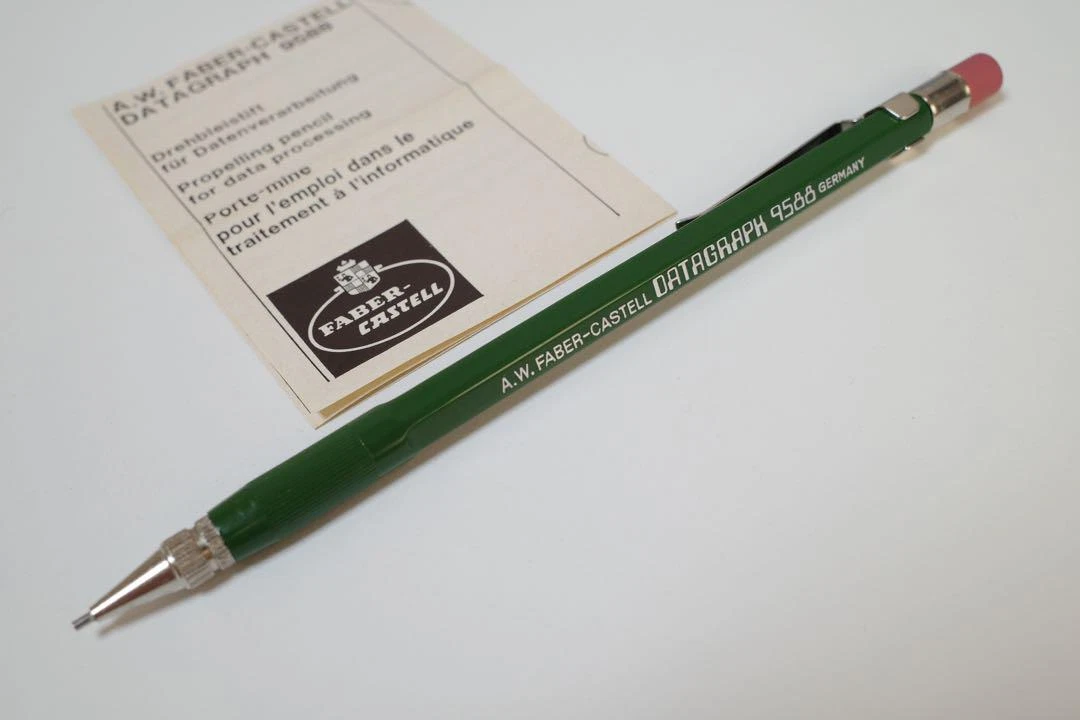 A.W. FABER-CASTELL
DATAGRAPH 9588
Drehbleistift
für Datenverarbeitung
Propelling pencil
for data processing
Porte-mine
pour l'emploi dans le
traitement à l'informatique
FABER-
CASTELL
A.W. FABER-CASTELL DATAGRAPH 9588 GERMANY